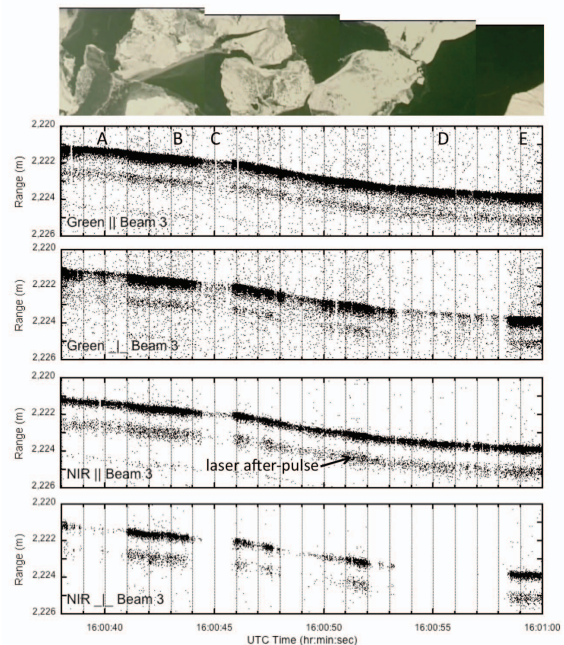 2.220
A B C D E
2.222
2.224
2.226
Range (m)
Green || Beam 3
2.220
2.222
2.224
2.226
Range (m)
Green _|_ Beam 3
2.220
2.222
2.224
2.226
Range (m)
laser after-pulse
NIR || Beam 3
2.220
2.222
2.224
2.226
Range (m)
NIR _|_ Beam 3
16:00:40 16:00:45 16:00:50 16:00:55 16:01:00
UTC Time (hr:min:sec)